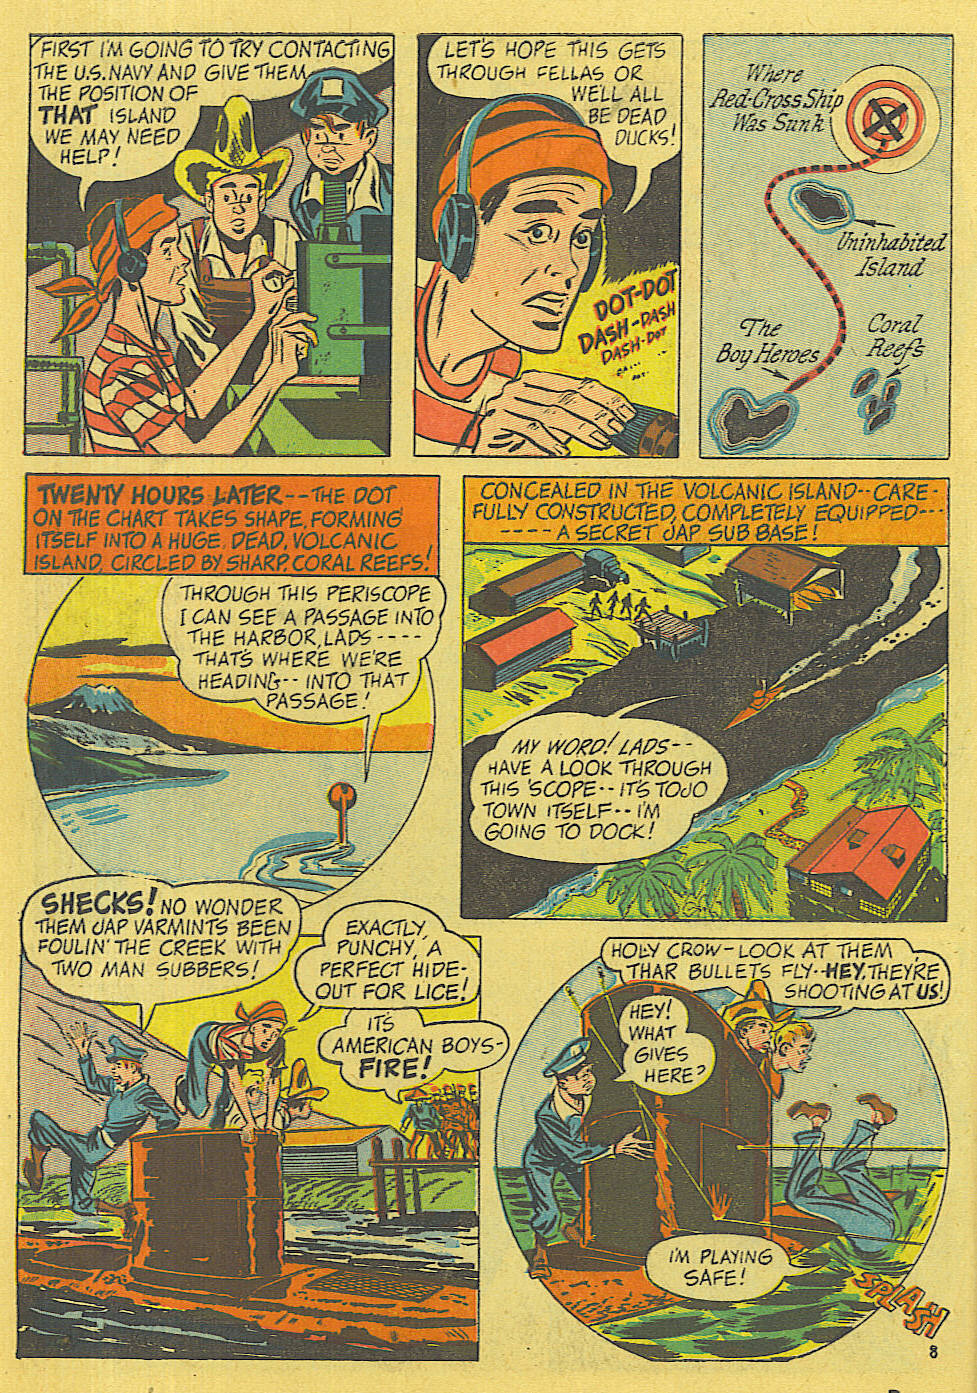 FIRST I'M GOING TO TRY CONTACTING
THE U.S. NAVY AND GIVE THEM
THE POSITION OF
THAT ISLAND
WE MAY NEED
HELP!
LET'S HOPE THIS GETS
THROUGH FELLAS OR
WELL ALL
BE DEAD
DUCKS!
DOT-DOT
DASH-DASH
DASH-DOT
DOT.
Where
Red-Cross Ship
Was Sunk
Uninhabited
Island
The
Boy Heroes
Coral
Reefs
TWENTY HOURS LATER--THE DOT
ON THE CHART TAKES SHAPE, FORMING
ITSELF INTO A HUGE DEAD, VOLCANIC
ISLAND, CIRCLED BY SHARP, CORAL REEFS!
THROUGH THIS PERISCOPE
I CAN SEE A PASSAGE INTO
THE HARBOR, LADS----
THAT'S WHERE WE'RE
HEADING--INTO THAT
PASSAGE!
CONCEALED IN THE VOLCANIC ISLAND--CARE-
FULLY CONSTRUCTED, COMPLETELY EQUIPPED---
-----A SECRET JAP SUB BASE!
MY WORD! LADS--
HAVE A LOOK THROUGH
THIS 'SCOPE--IT'S TOJO
TOWN ITSELF--I'M
GOING TO DOCK!
SHECKS! NO WONDER
THEM JAP VARMINTS BEEN
FOULIN' THE CREEK WITH
TWO MAN SUBBERS!
EXACTLY,
PUNCHY, A
PERFECT HIDE-
OUT FOR LICE!
IT'S
AMERICAN BOYS-
FIRE!
HOLY CROW-LOOK AT THEM
THAR BULLETS FLY--HEY, THEY'RE
SHOOTING AT US!
HEY!
WHAT
GIVES
HERE?
I'M PLAYING
SAFE!
SPLASH
8